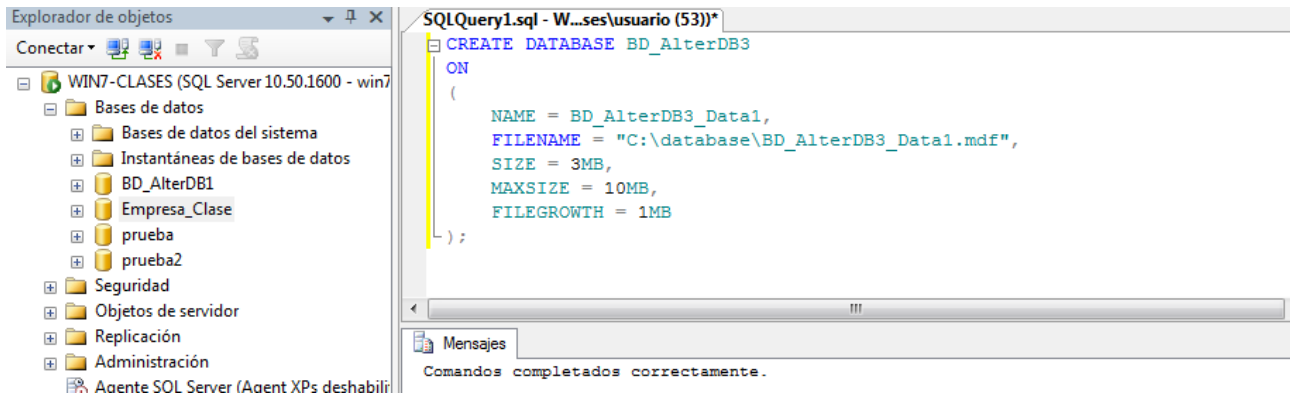 Explorador de objetos
Conectar
WIN7-CLASES (SQL Server 10.50.1600 - win7
Bases de datos
Bases de datos del sistema
Instantáneas de bases de datos
BD_AlterDB1
Empresa_Clase
prueba
prueba2
Seguridad
Objetos de servidor
Replicación
Administración
Agente SQL Server (Agent XPs deshabili
SQLQuery1.sql - W...ses\usuario (53))*
CREATE DATABASE BD_AlterDB3
ON
(
NAME = BD_AlterDB3_Data1,
FILENAME = "C:\database\BD_AlterDB3_Data1.mdf",
SIZE = 3MB,
MAXSIZE = 10MB,
FILEGROWTH = 1MB
);
Mensajes
Comandos completados correctamente.